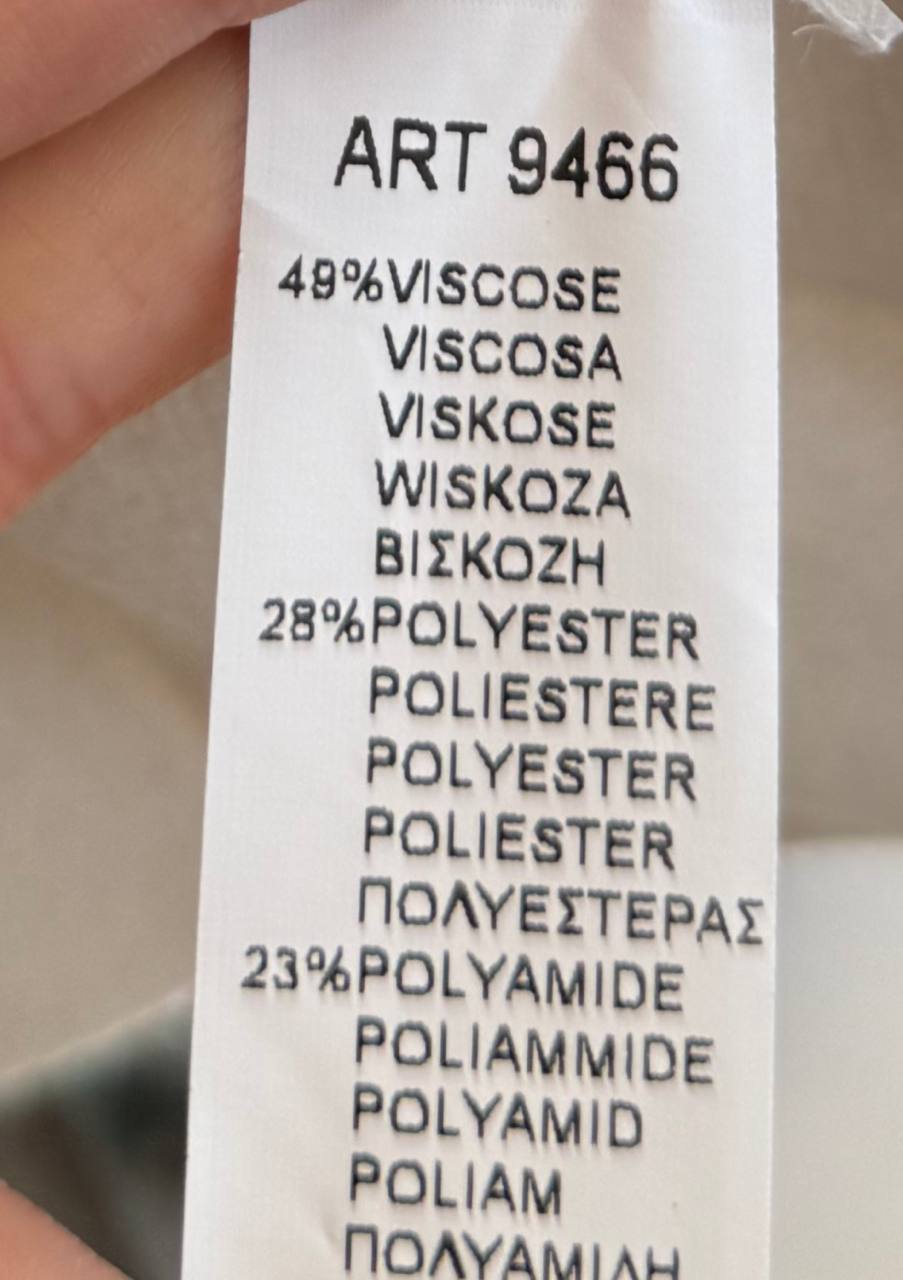 ART 9466
49%VISCOSE
VISCOSA
VISKOSE
WISKOZA
ΒΙΣΚΟΖΗ
28%POLYESTER
POLIESTERE
POLYESTER
POLIESTER
ΠΟΛΥΕΣΤΕΡΑΣ
23%POLYAMIDE
POLIAMMIDE
POLYAMID
POLIAM
ΠΟΛΥΑΜΙΔΗ